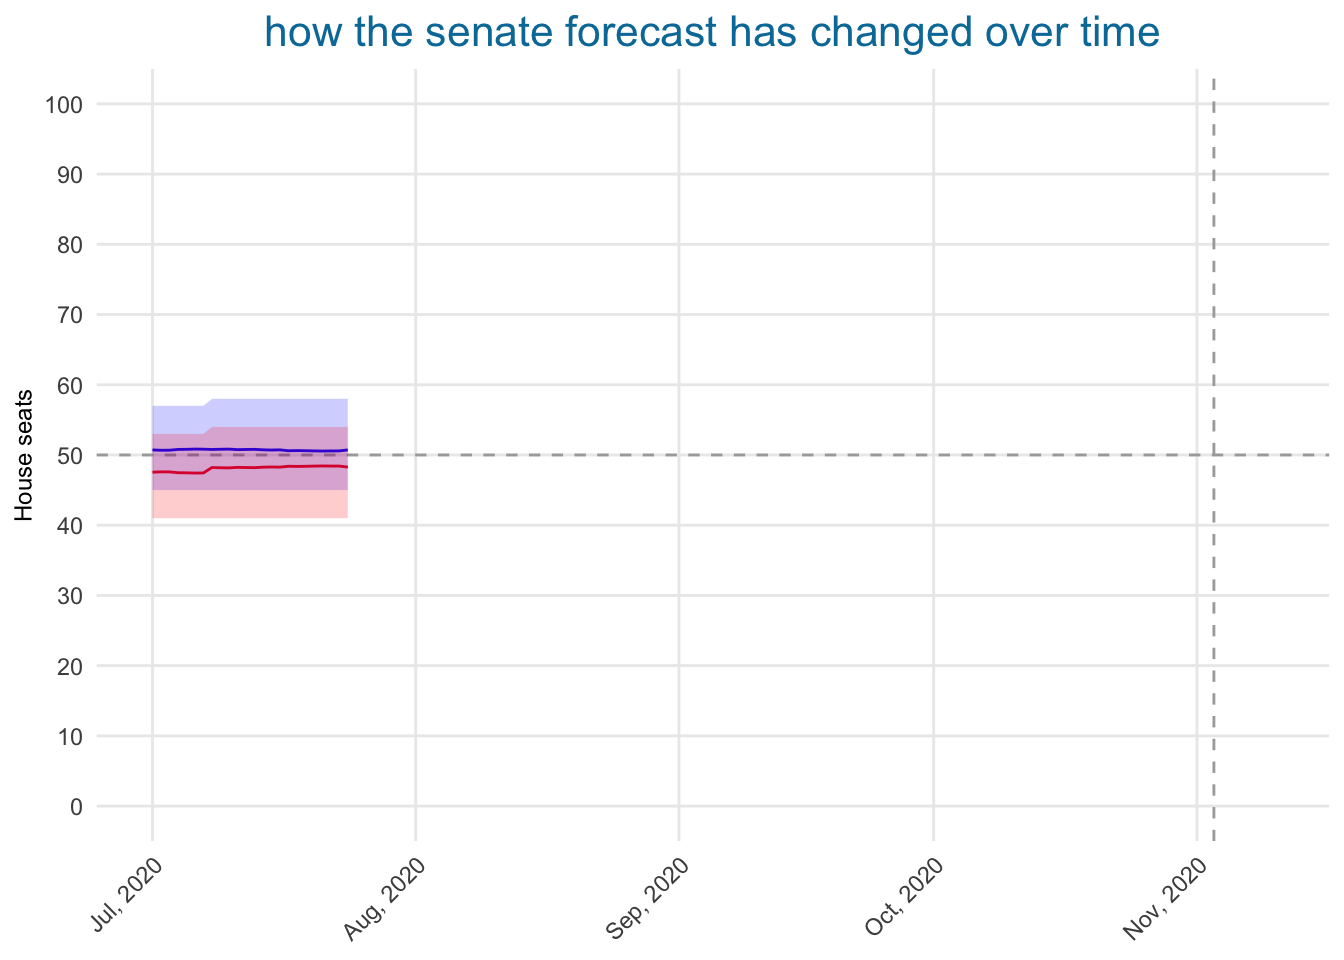 how the senate forecast has changed over time
House seats
100
90
80
70
60
50
40
30
20
10
0
Jul, 2020
Aug, 2020
Sep, 2020
Oct, 2020
Nov, 2020